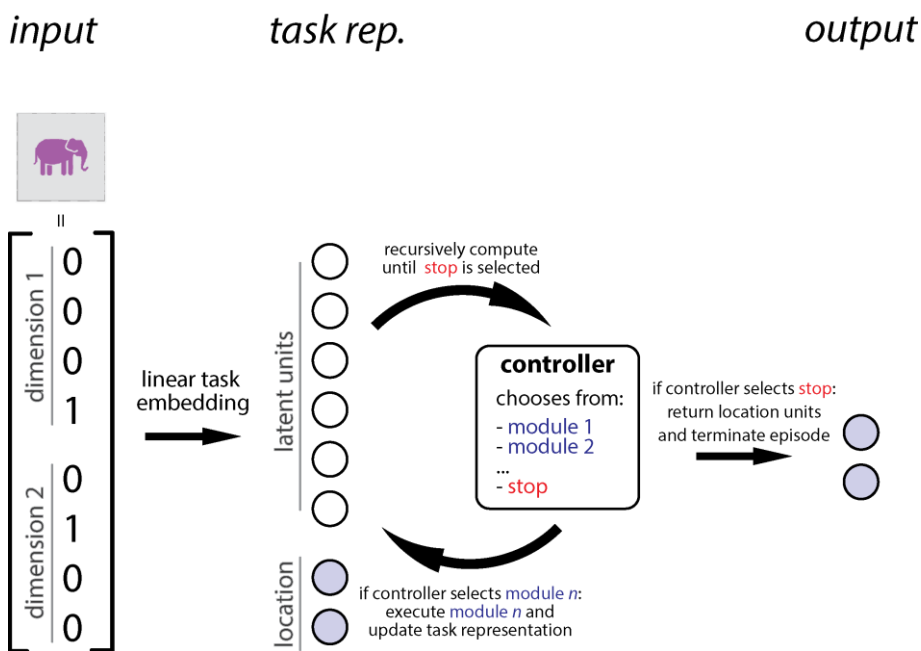 input
task rep.
output
=
dimension 1
0
0
0
1
dimension 2
0
1
0
0
linear task
embedding
latent units
location
recursively compute
until stop is selected
controller
chooses from:
- module 1
- module 2
...
- stop
if controller selects module n:
execute module n and
update task representation
if controller selects stop:
return location units
and terminate episode